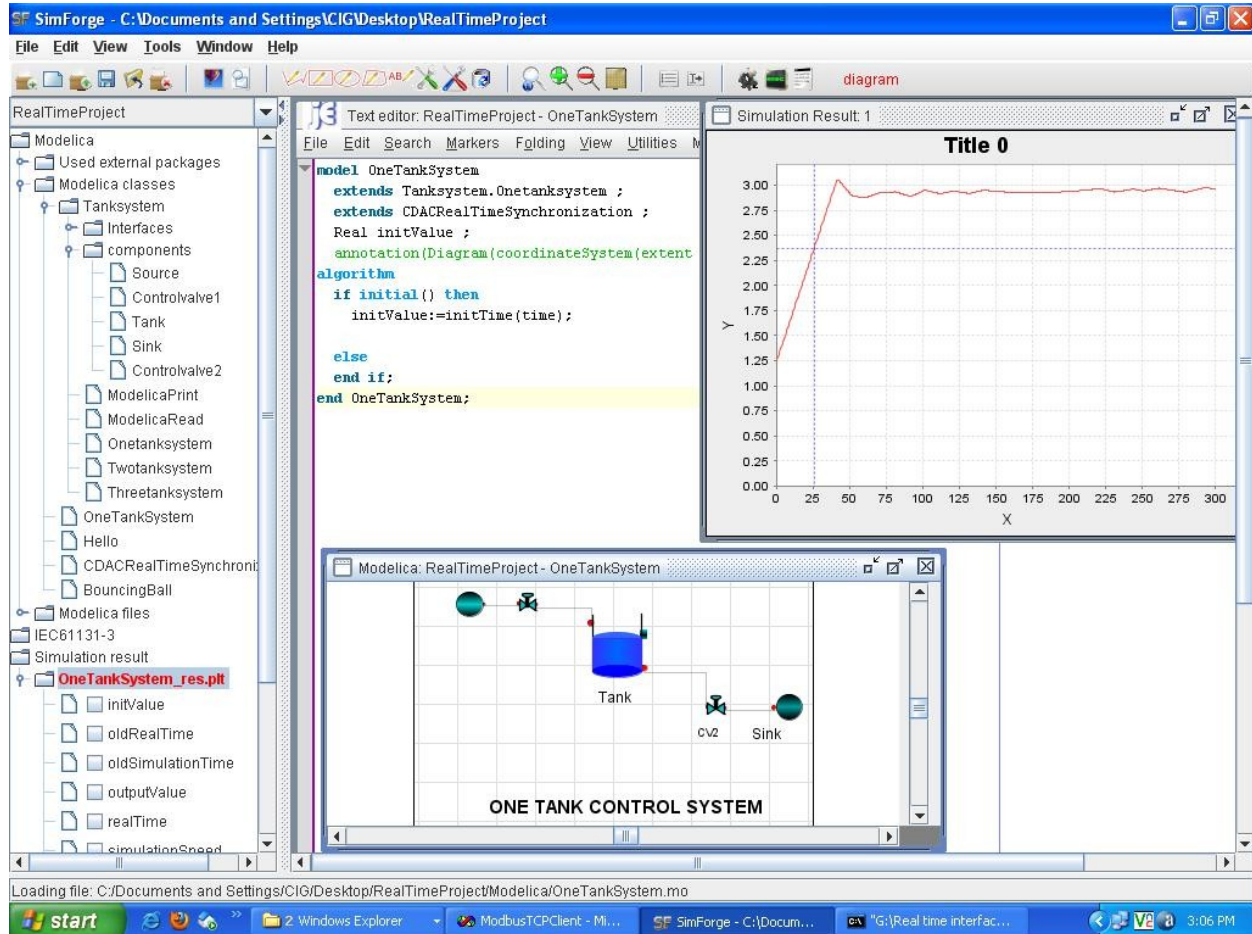 SF SimForge - C:\Documents and Settings\CIG\Desktop\RealTimeProject
File Edit View Tools Window Help
AB diagram
RealTimeProject
Modelica
Used external packages
Modelica classes
Tanksystem
Interfaces
components
Source
Controlvalve1
Tank
Sink
Controlvalve2
ModelicaPrint
ModelicaRead
Onetanksystem
Twotanksystem
Threetanksystem
OneTankSystem
Hello
CDACRealTimeSynchroni
BouncingBall
Modelica files
IEC61131-3
Simulation result
OneTankSystem_res.plt
initValue
oldRealTime
oldSimulationTime
outputValue
realTime
simulationSpeed
Text editor: RealTimeProject - OneTankSystem
File Edit Search Markers Folding View Utilities M
model OneTankSystem
extends Tanksystem.Onetanksystem ;
extends CDACRealTimeSynchronization ;
Real initValue ;
annotation(Diagram(coordinateSystem(extent
algorithm
if initial() then
initValue:=initTime(time);
else
end if;
end OneTankSystem;
Simulation Result: 1
Title 0
3.00
2.75
2.50
2.25
2.00
1.75
1.50
1.25
1.00
0.75
0.50
0.25
0.00
Y
0 25 50 75 100 125 150 175 200 225 250 275 300
X
Modelica: RealTimeProject - OneTankSystem
Tank
CV2 Sink
ONE TANK CONTROL SYSTEM
Loading file: C:/Documents and Settings/CIG/Desktop/RealTimeProject/Modelica/OneTankSystem.mo
start 2 Windows Explorer ModbusTCPClient - Mi... SF SimForge - C:\Docum... "G:\Real time interfac... 3:06 PM